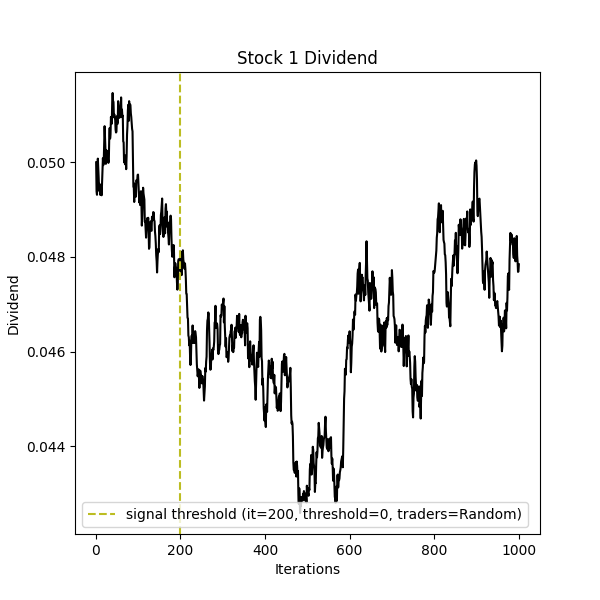 Stock 1 Dividend
0.050
0.048
0.046
0.044
Dividend
signal threshold (it=200, threshold=0, traders=Random)
0
200
400
600
800
1000
Iterations